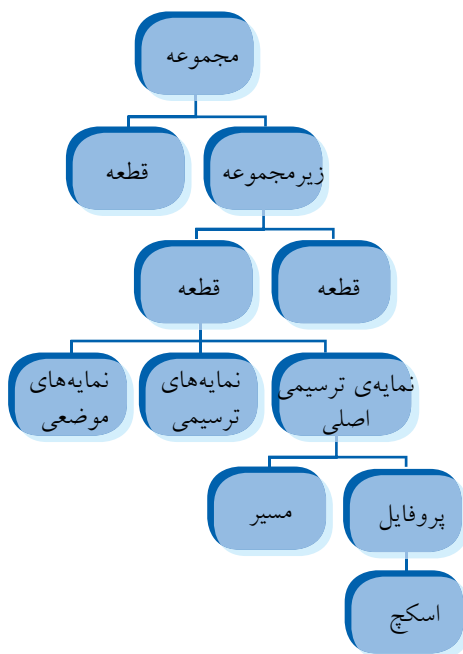 مجموعه
زیرمجموعه
قطعه
قطعه
قطعه
نمایه‌ی ترسیمی
اصلی
نمایه‌های
ترسیمی
نمایه‌های
موضعی
پروفایل
مسیر
اسکچ